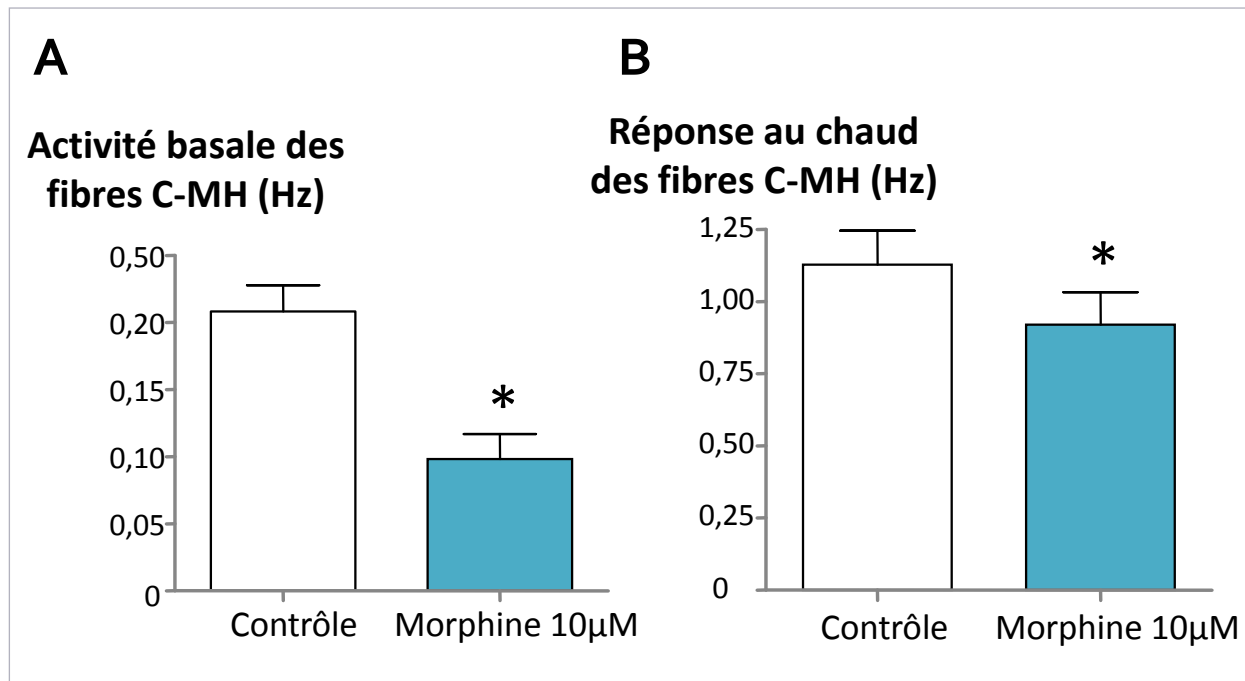 A
Activité basale des
fibres C-MH (Hz)
0,50
0,20
0,15
0,10
0,05
0
*
Contrôle
Morphine 10µM
B
Réponse au chaud
des fibres C-MH (Hz)
1,25
1,00
0,75
0,50
0,25
0
*
Contrôle
Morphine 10µM